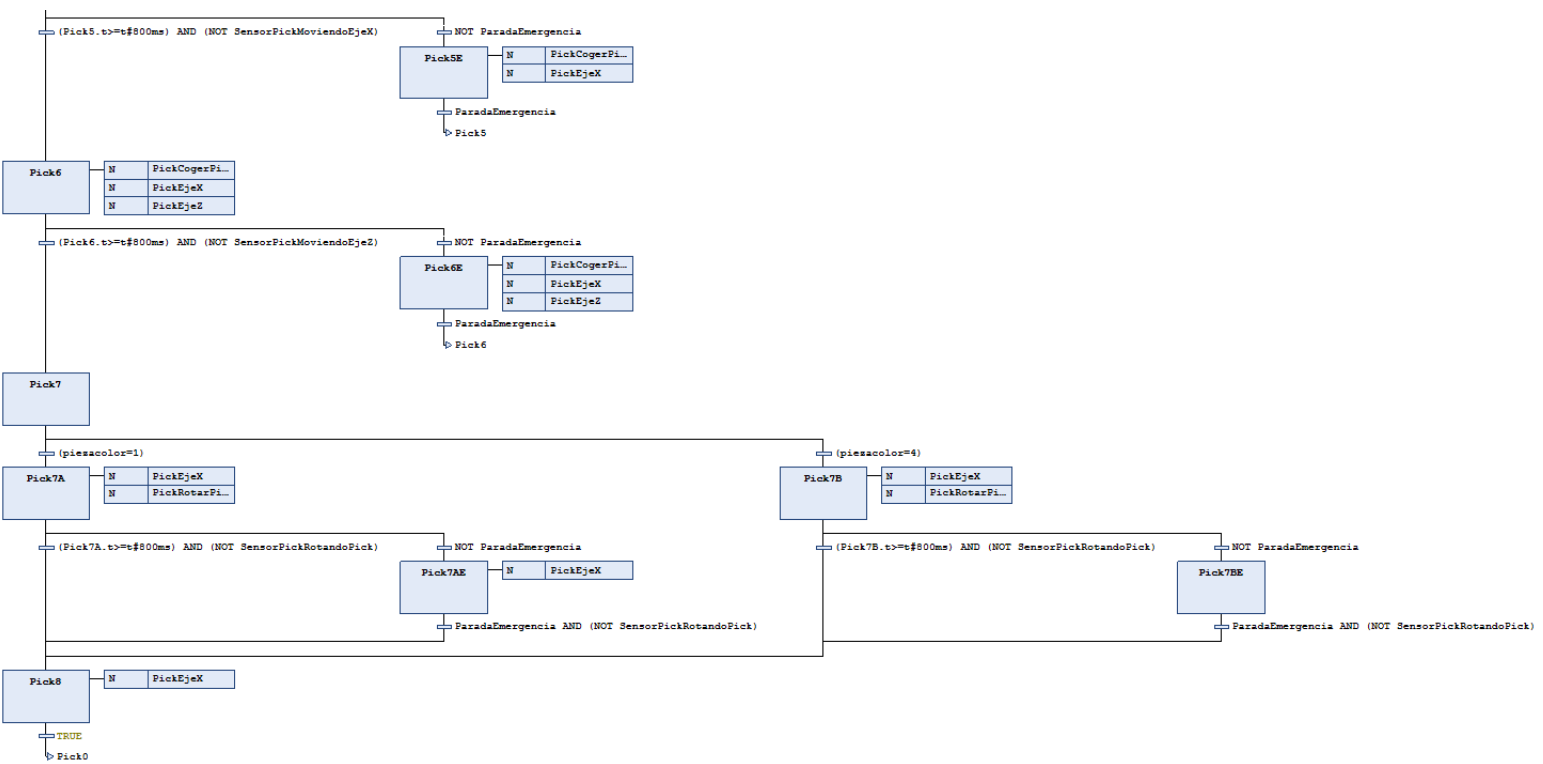 (Pick5.t>=t#800ms) AND (NOT SensorPickMoviendoEjeX) NOT ParadaEmergencia
Pick5E N PickCogerPi...
N PickEjeX
ParadaEmergencia
Pick5
Pick6 N PickCogerPi...
N PickEjeX
N PickEjeZ
(Pick6.t>=t#800ms) AND (NOT SensorPickMoviendoEjeZ) NOT ParadaEmergencia
Pick6E N PickCogerPi...
N PickEjeX
N PickEjeZ
ParadaEmergencia
Pick6
Pick7
(piezacolor=1) (piezacolor=4)
Pick7A N PickEjeX Pick7B N PickEjeX
N PickRotarPi... N PickRotarPi...
(Pick7A.t>=t#800ms) AND (NOT SensorPickRotandoPick) NOT ParadaEmergencia (Pick7B.t>=t#800ms) AND (NOT SensorPickRotandoPick) NOT ParadaEmergencia
Pick7AE N PickEjeX Pick7BE
ParadaEmergencia AND (NOT SensorPickRotandoPick) ParadaEmergencia AND (NOT SensorPickRotandoPick)
Pick8 N PickEjeX
TRUE
Pick0